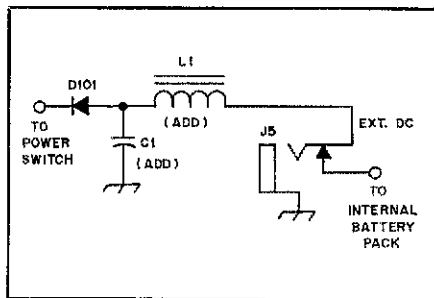 L1
D101
(ADD)
J5
EXT. DC
TO
POWER
SWITCH
C1
(ADD)
TO
INTERNAL
BATTERY
PACK